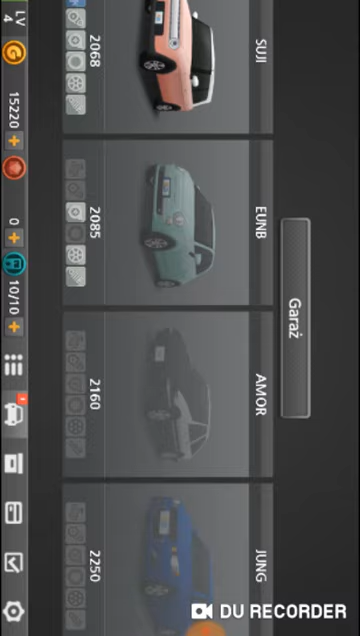 LV
4
15220
0
10/10
Garaż
SUJI
2068
EUNB
2085
AMOR
2160
JUNG
2250
DU RECORDER